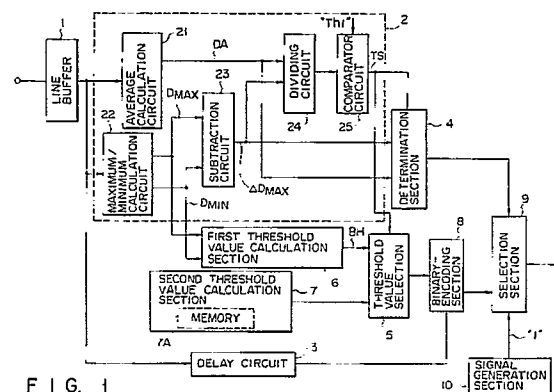 1
LINE BUFFER
21
AVERAGE CALCULATION CIRCUIT
22
MAXIMUM/MINIMUM CALCULATION CIRCUIT
DA
DMAX
DMIN
23
SUBTRACTION CIRCUIT
ΔDMAX
DIVIDING CIRCUIT
24
"Th1"
COMPARATOR CIRCUIT
25
TS
2
DETERMINATION SECTION
4
FIRST THRESHOLD VALUE CALCULATION SECTION
6
BH
SECOND THRESHOLD VALUE CALCULATION SECTION
7
MEMORY
7A
THRESHOLD VALUE SELECTION
5
BINARY-ENCODING SECTION
8
SELECTION SECTION
9
"1"
DELAY CIRCUIT
3
SIGNAL GENERATION SECTION
10
FIG. 1